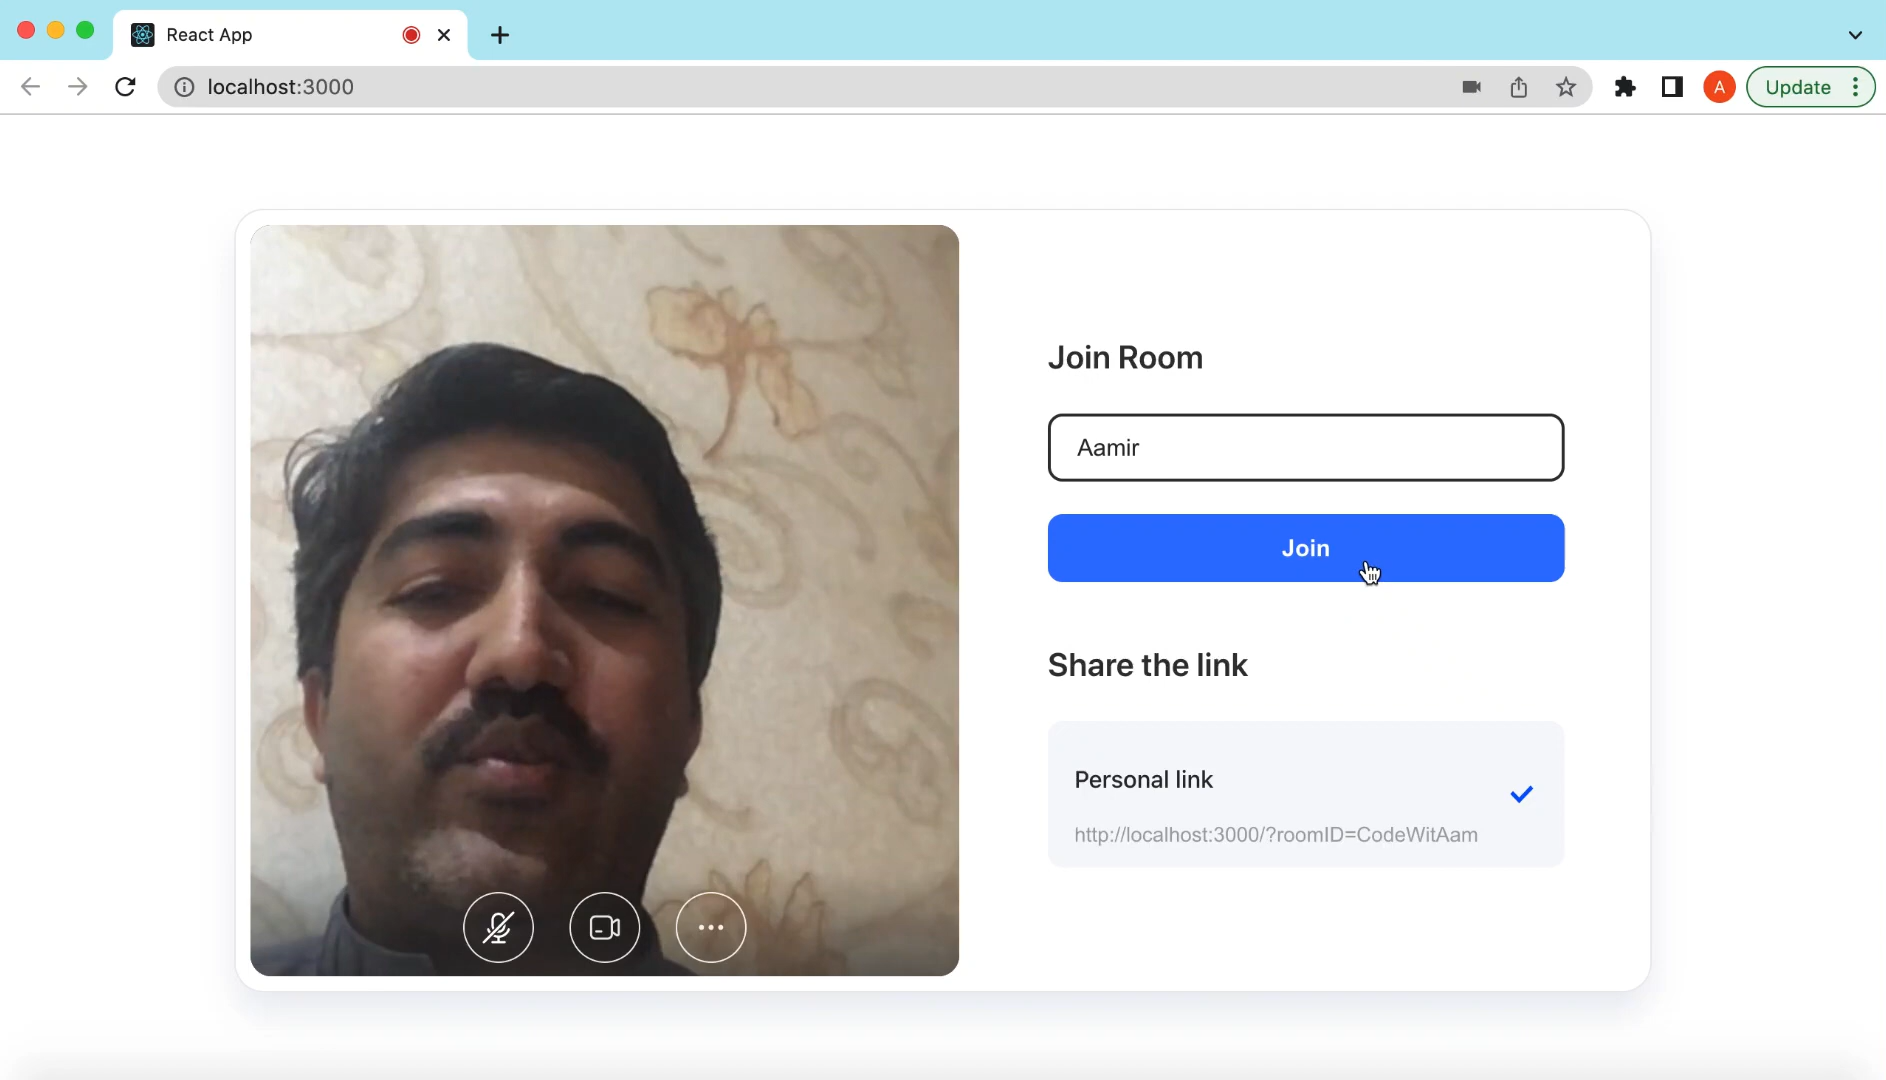 React App
localhost:3000
A
Update
Join Room
Aamir
Join
Share the link
Personal link
http://localhost:3000/?roomID=CodeWitAam